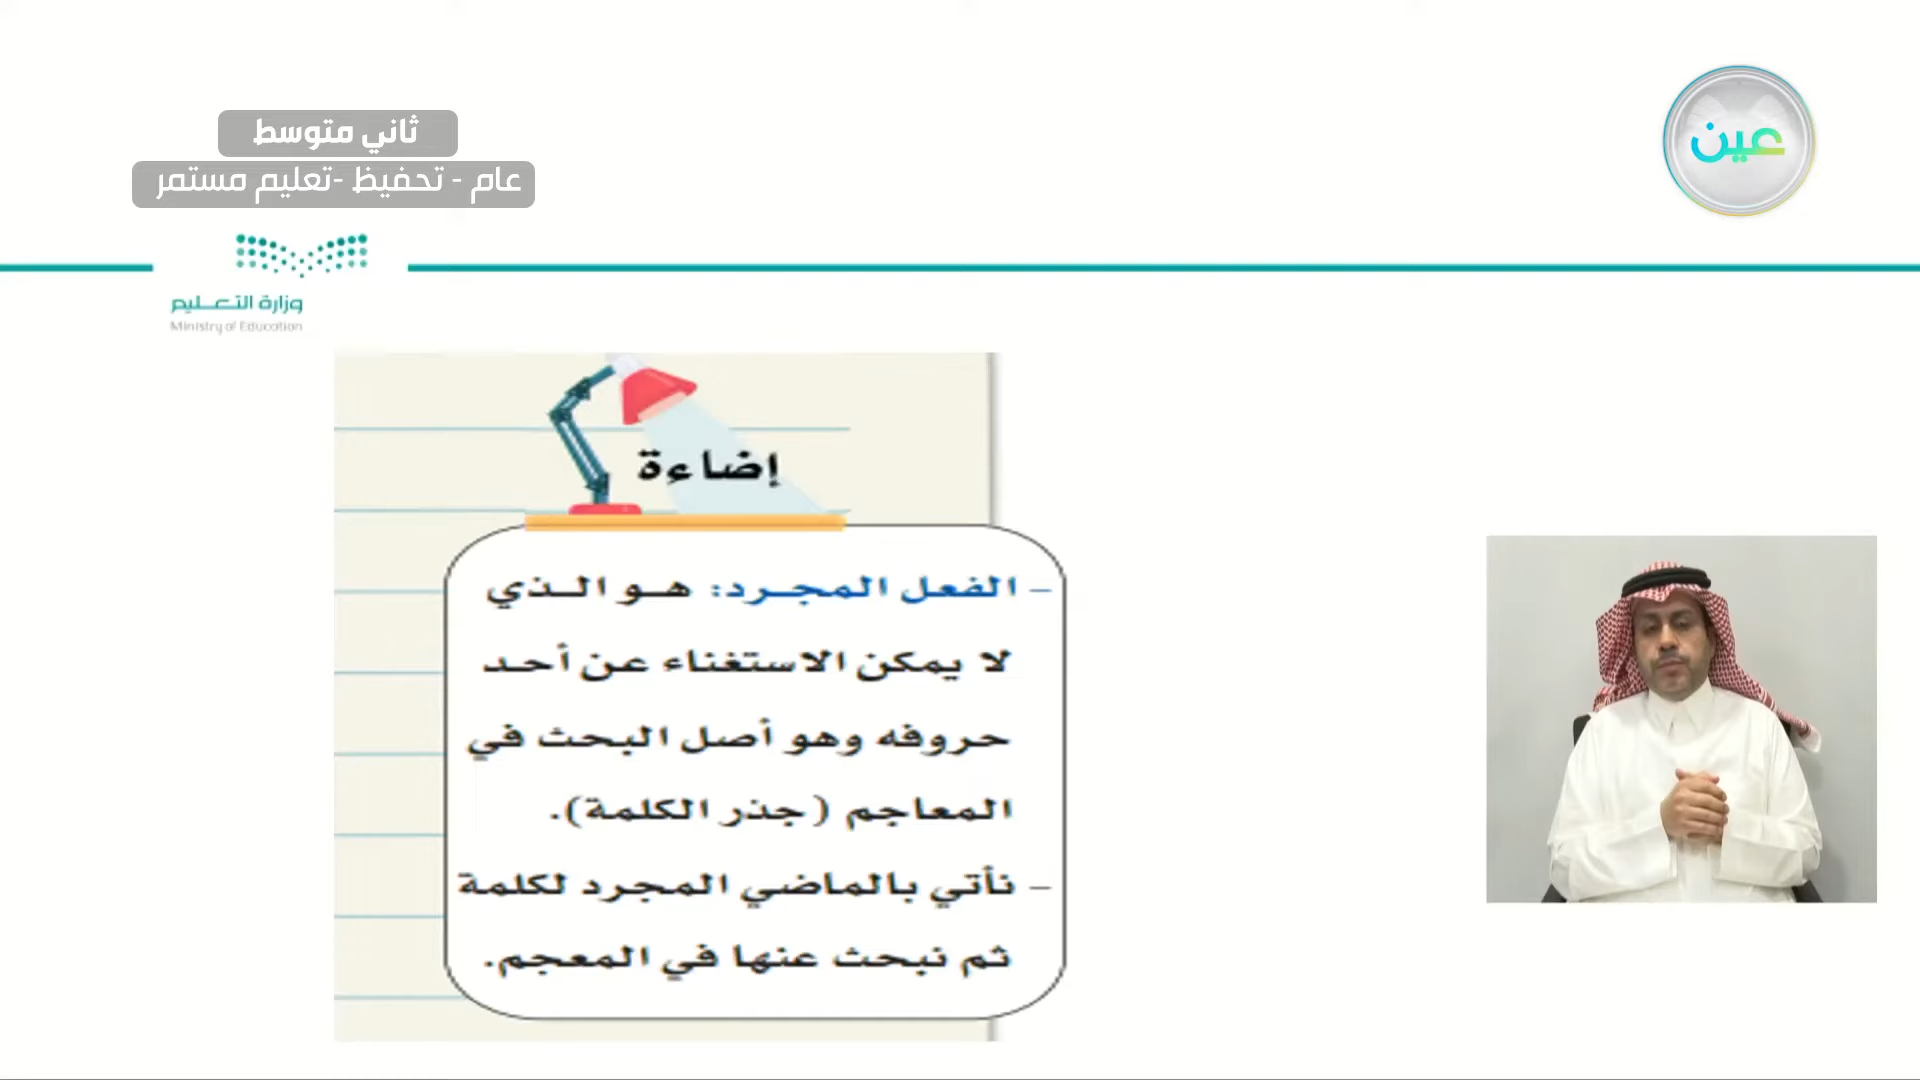 ثاني متوسط
عام - تحفيظ -تعليم مستمر
عين
وزارة التعليم
Ministry of Education
إضاءة
- الفعل المجرد: هو الذي
لا يمكن الاستغناء عن أحد
حروفه وهو أصل البحث في
المعاجم (جذر الكلمة).
- نأتي بالماضي المجرد لكلمة
ثم نبحث عنها في المعجم.